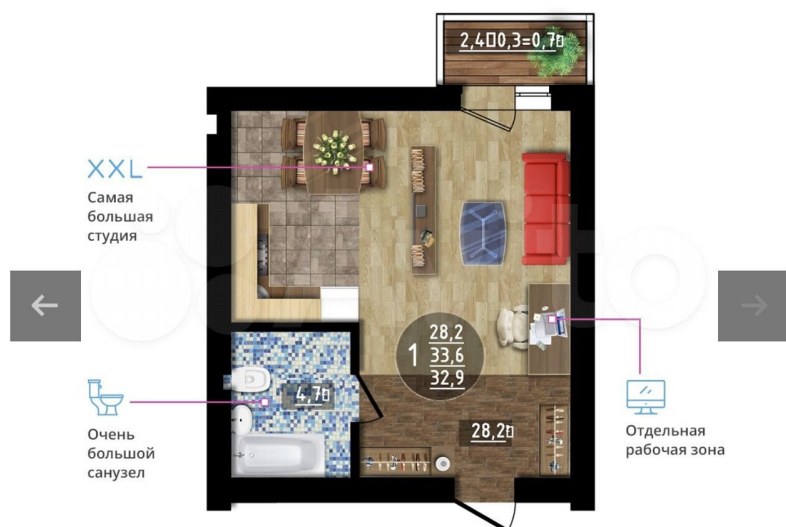 2,4▯0,3=0,7▯
XXL
Самая
большая
студия
1
28,2
33,6
32,9
4,7▯
28,2▯
Очень
большой
санузел
Отдельная
рабочая зона